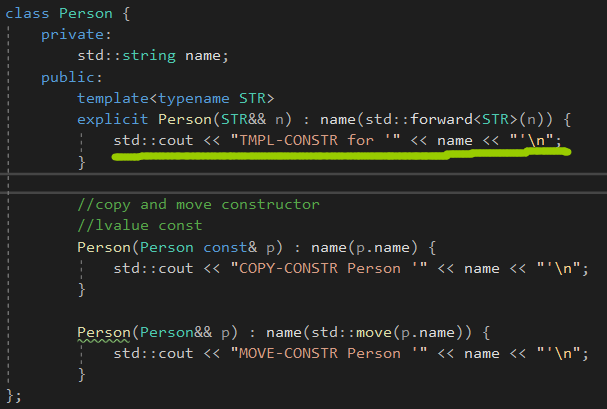 class Person {
private:
std::string name;
public:
template<typename STR>
explicit Person(STR&& n) : name(std::forward<STR>(n)) {
std::cout << "TMPL-CONSTR for '" << name << "'\n";
}
//copy and move constructor
//lvalue const
Person(Person const& p) : name(p.name) {
std::cout << "COPY-CONSTR Person '" << name << "'\n";
}
Person(Person&& p) : name(std::move(p.name)) {
std::cout << "MOVE-CONSTR Person '" << name << "'\n";
}
};